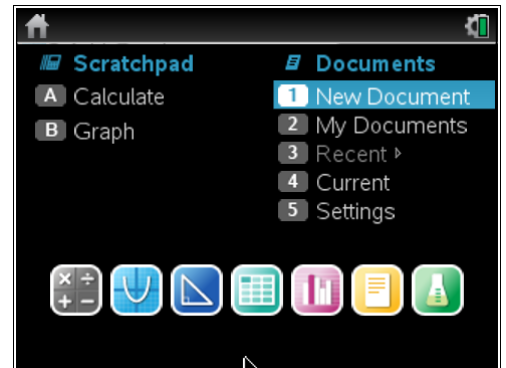 Scratchpad
A Calculate
B Graph
Documents
1 New Document
2 My Documents
3 Recent ▹
4 Current
5 Settings